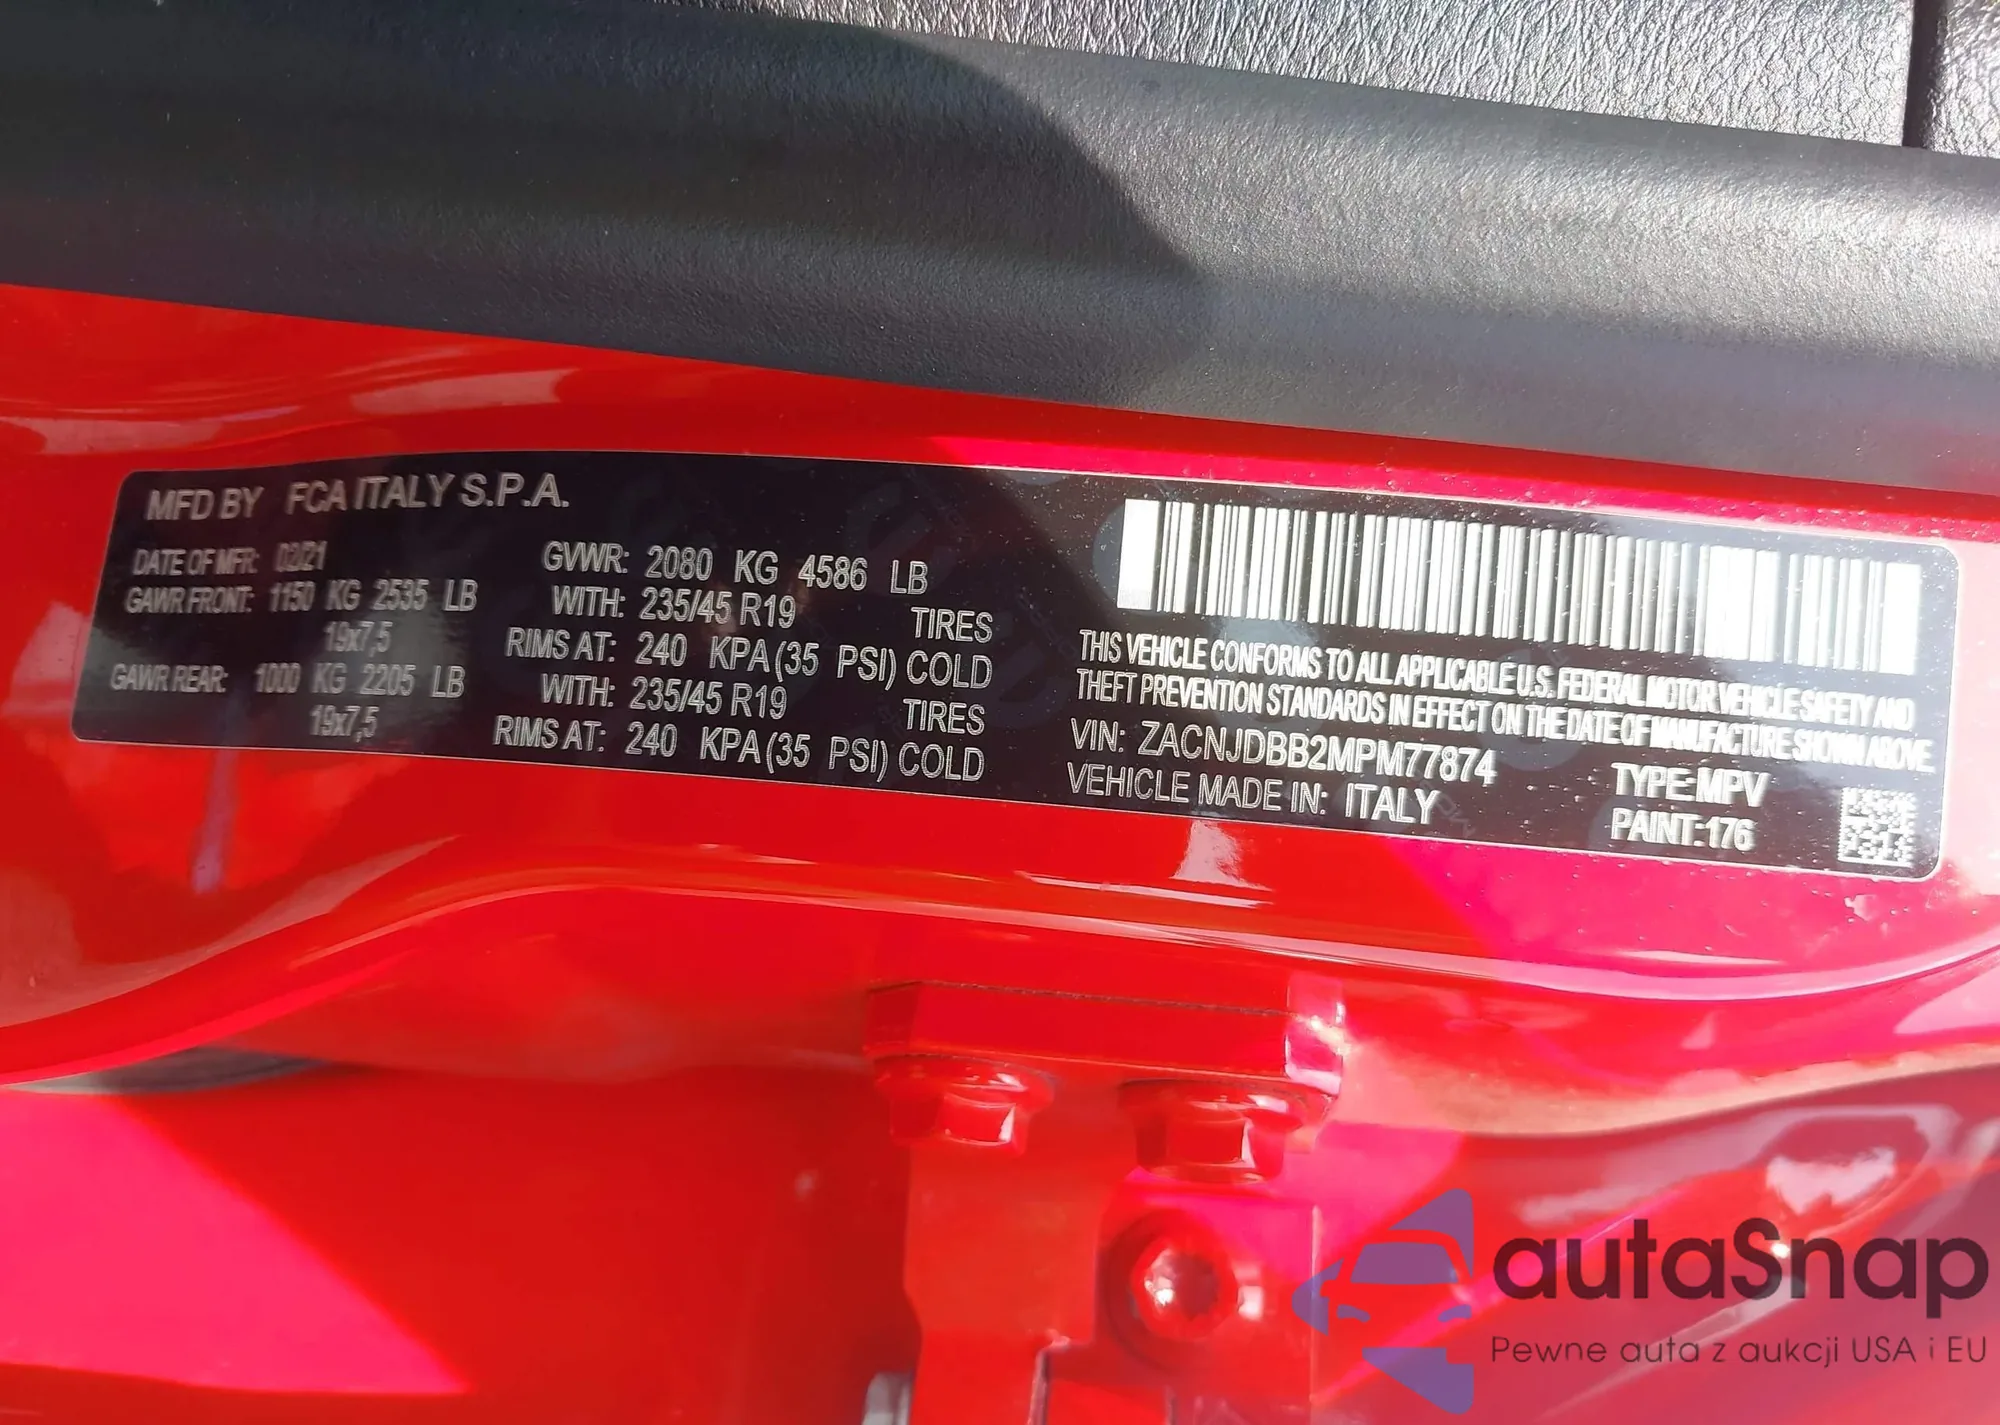 MFD BY FCA ITALY S.P.A.
DATE OF MFR: 02/21
GAWR FRONT: 1150 KG 2535 LB
19x7,5
GAWR REAR: 1000 KG 2205 LB
19x7,5
GVWR: 2080 KG 4586 LB
WITH: 235/45 R19 TIRES
RIMS AT: 240 KPA (35 PSI) COLD
WITH: 235/45 R19 TIRES
RIMS AT: 240 KPA (35 PSI) COLD
THIS VEHICLE CONFORMS TO ALL APPLICABLE U.S. FEDERAL MOTOR VEHICLE SAFETY AND
THEFT PREVENTION STANDARDS IN EFFECT ON THE DATE OF MANUFACTURE SHOWN ABOVE.
VIN: ZACNJDBB2MPM77874
TYPE: MPV
VEHICLE MADE IN: ITALY
PAINT: 176
autaSnap
Pewne auta z aukcji USA i EU